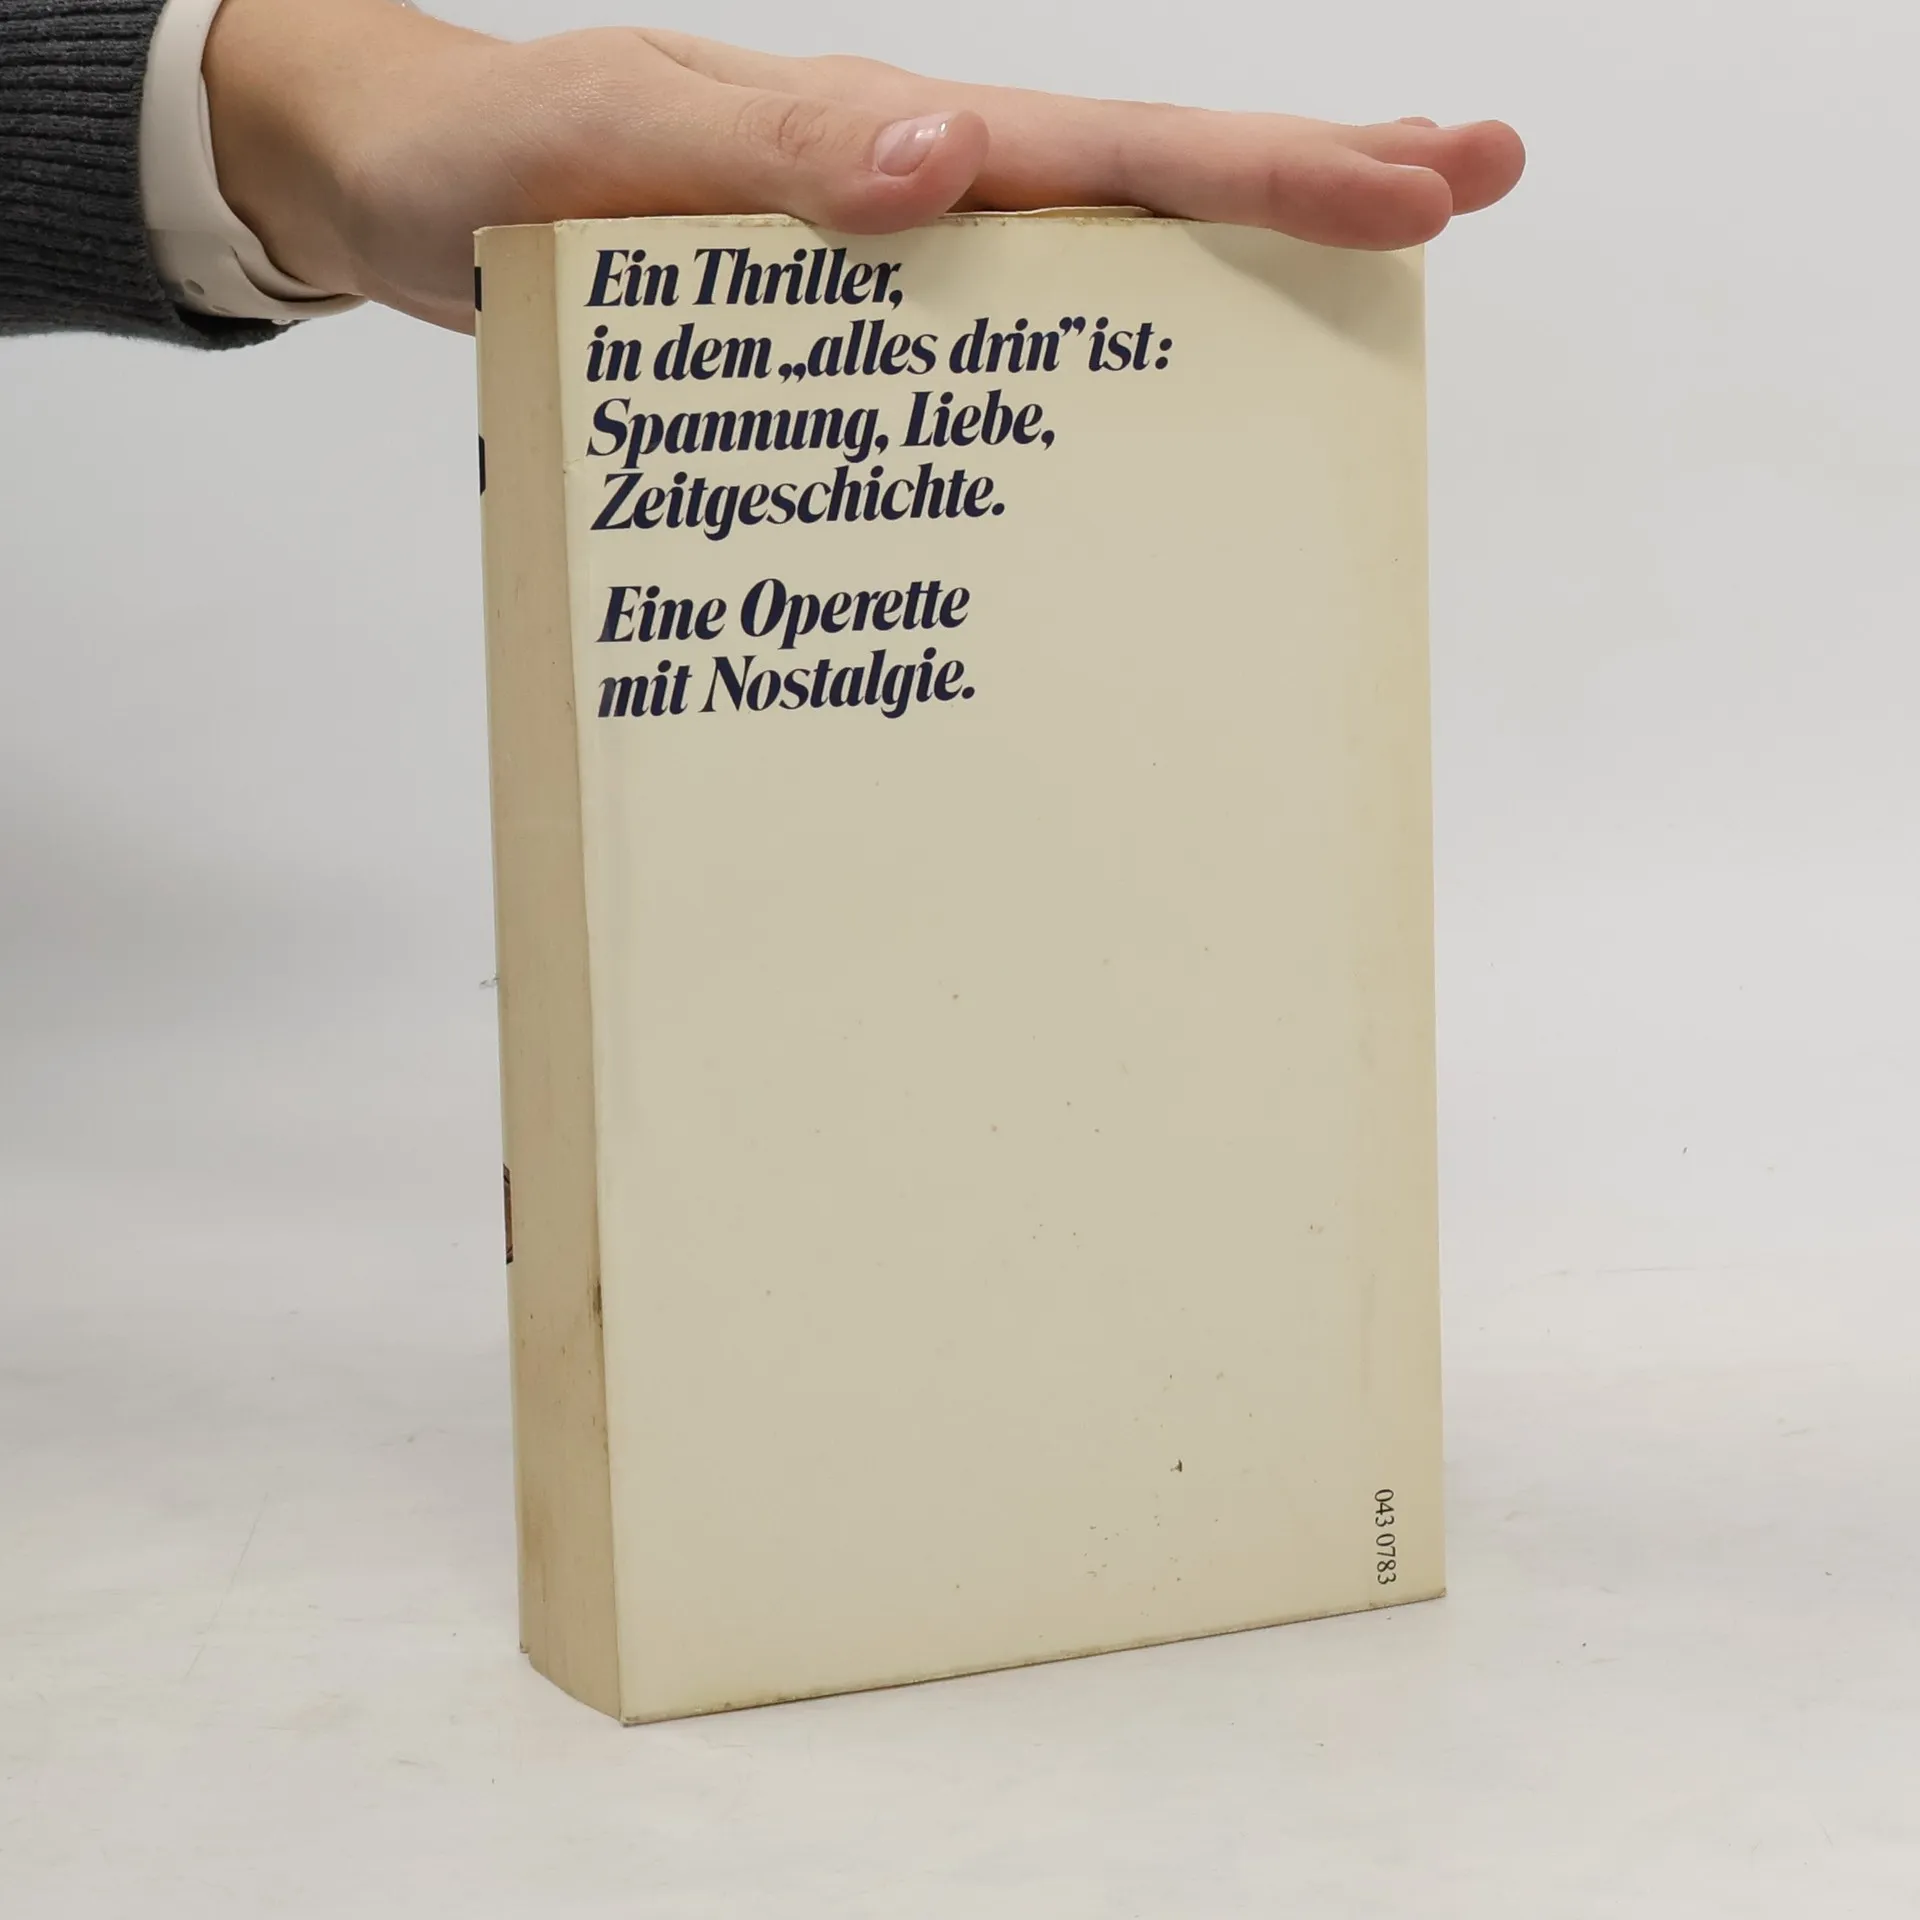 Ein Thriller,
in dem „alles drin” ist:
Spannung, Liebe,
Zeitgeschichte.
Eine Operette
mit Nostalgie.
043 0783